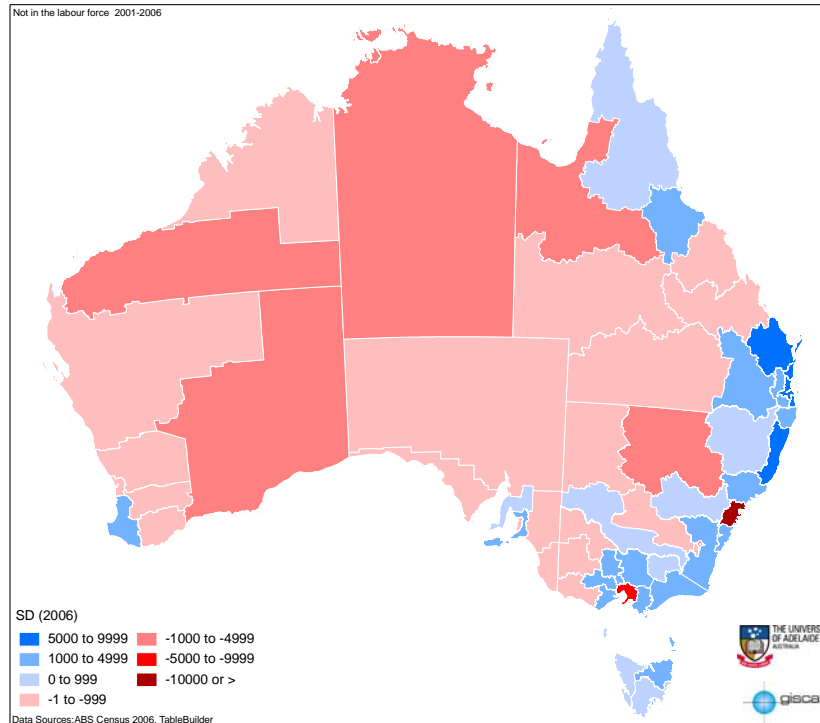 Not in the labour force 2001-2006
SD (2006)
5000 to 9999
1000 to 4999
0 to 999
-1 to -999
-1000 to -4999
-5000 to -9999
-10000 or >
THE UNIVERS
OF ADELAIDE
AUSTRALIA
gisca
Data Sources:ABS Census 2006, TableBuilder